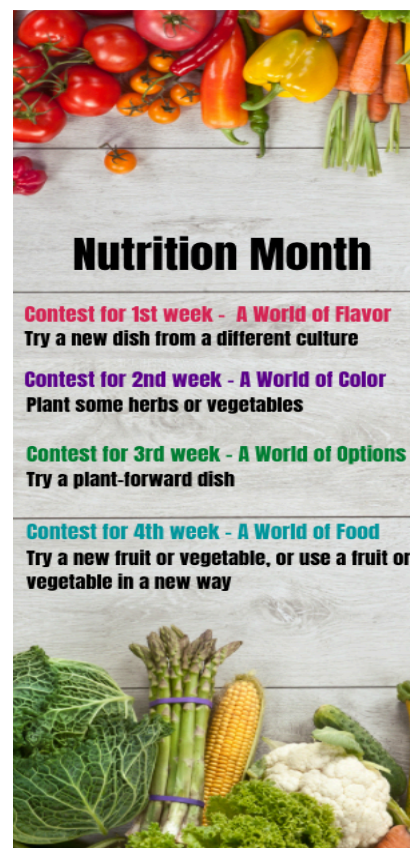 Nutrition Month
Contest for 1st week -  A World of Flavor
Try a new dish from a different culture
Contest for 2nd week - A World of Color
Plant some herbs or vegetables
Contest for 3rd week - A World of Options
Try a plant-forward dish
Contest for 4th week - A World of Food
Try a new fruit or vegetable, or use a fruit or
vegetable in a new way